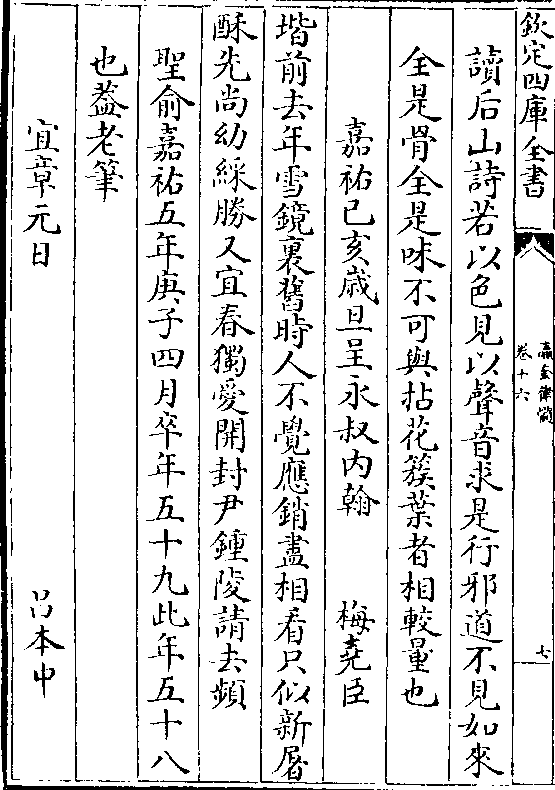 欽定四庫全書
瀛奎律髓
卷十六
七
讀后山詩若以色見以聲音求是行邪道不見如來
全是骨全是味不可與拈花簇葉者相較量也
嘉祐己亥歲旦呈永叔内翰 梅堯臣
堦前去年雪鏡裏舊時人不覺應銷盡相看只似新屠
酥先尚幼綵勝又宜春獨愛開封尹鍾陵請去頻
聖俞嘉祐五年庚子四月卒年五十九此年五十八
也葢老筆
宜章元日 吕本中